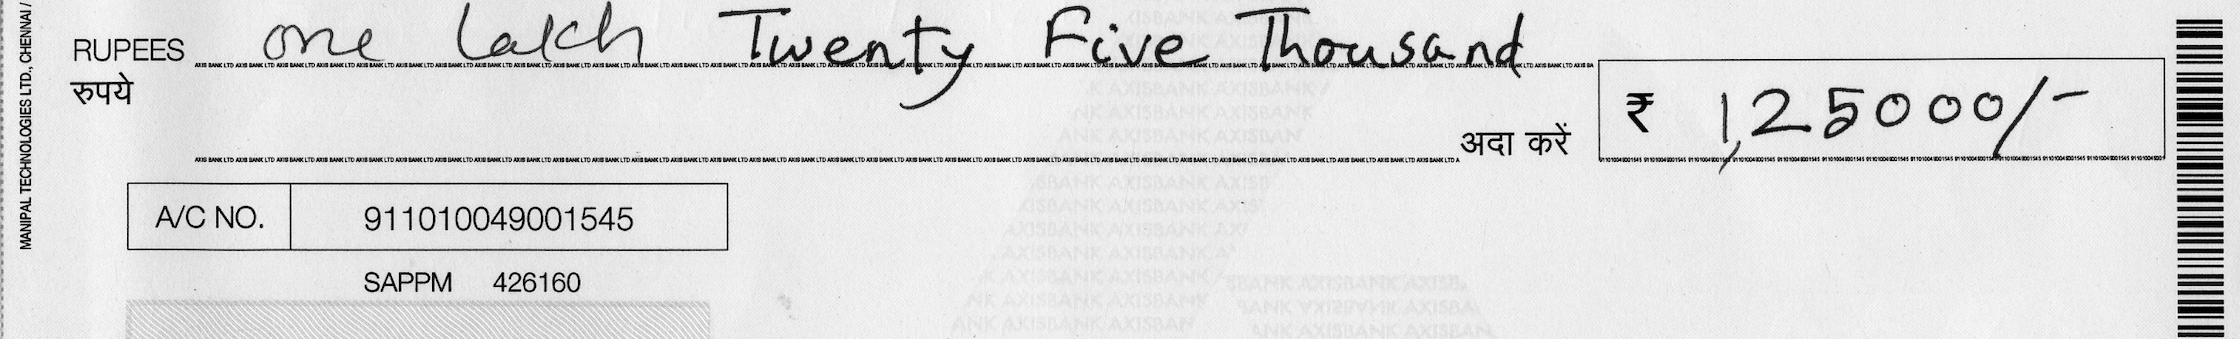 MANIPAL TECHNOLOGIES LTD., CHENNAI /
RUPEES one Lakh Twenty Five Thousand
रुपये
अदा करें ₹ 1,25000/-
A/C NO. 911010049001545
SAPPM 426160